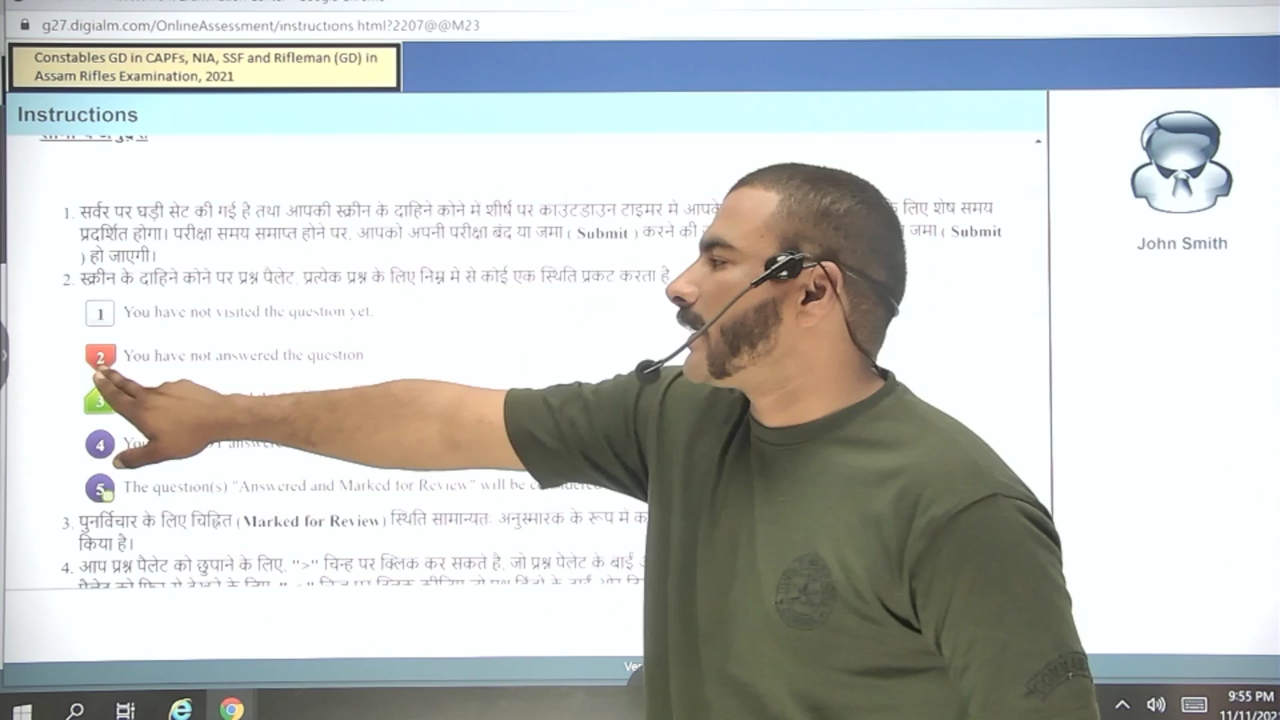 g27.digialm.com/OnlineAssessment/instructions html?2207@@M23
Constables GD in CAPFs, NIA, SSF and Rifleman (GD) in
Assam Rifles Examination, 2021
Instructions
1. सर्वर पर घड़ी सेट की गई है तथा आपकी स्क्रीन के दाहिने कोने में शीर्ष पर काउंटडाउन टाइमर में आपके लिए शेष समय
प्रदर्शित होगा। परीक्षा समय समाप्त होने पर, आपको अपनी परीक्षा बंद या जमा ( Submit ) करने की जमा ( Submit
) हो जाएगी।
2. स्क्रीन के दाहिने कोने पर प्रश्न पैलेट, प्रत्येक प्रश्न के लिए निम्न में से कोई एक स्थिति प्रकट करता है
1 You have not visited the question yet.
2 You have not answered the question
3
4
5 The question(s) "Answered and Marked for Review" will be
3. पुनर्विचार के लिए चिह्नित (Marked for Review) स्थिति सामान्यतः अनुस्मारक के रूप में
किया है।
4. आप प्रश्न पैलेट को छुपाने के लिए, ">" चिन्ह पर क्लिक कर सकते है, जो प्रश्न पेलेट के बाईं
John Smith
9:55 PM